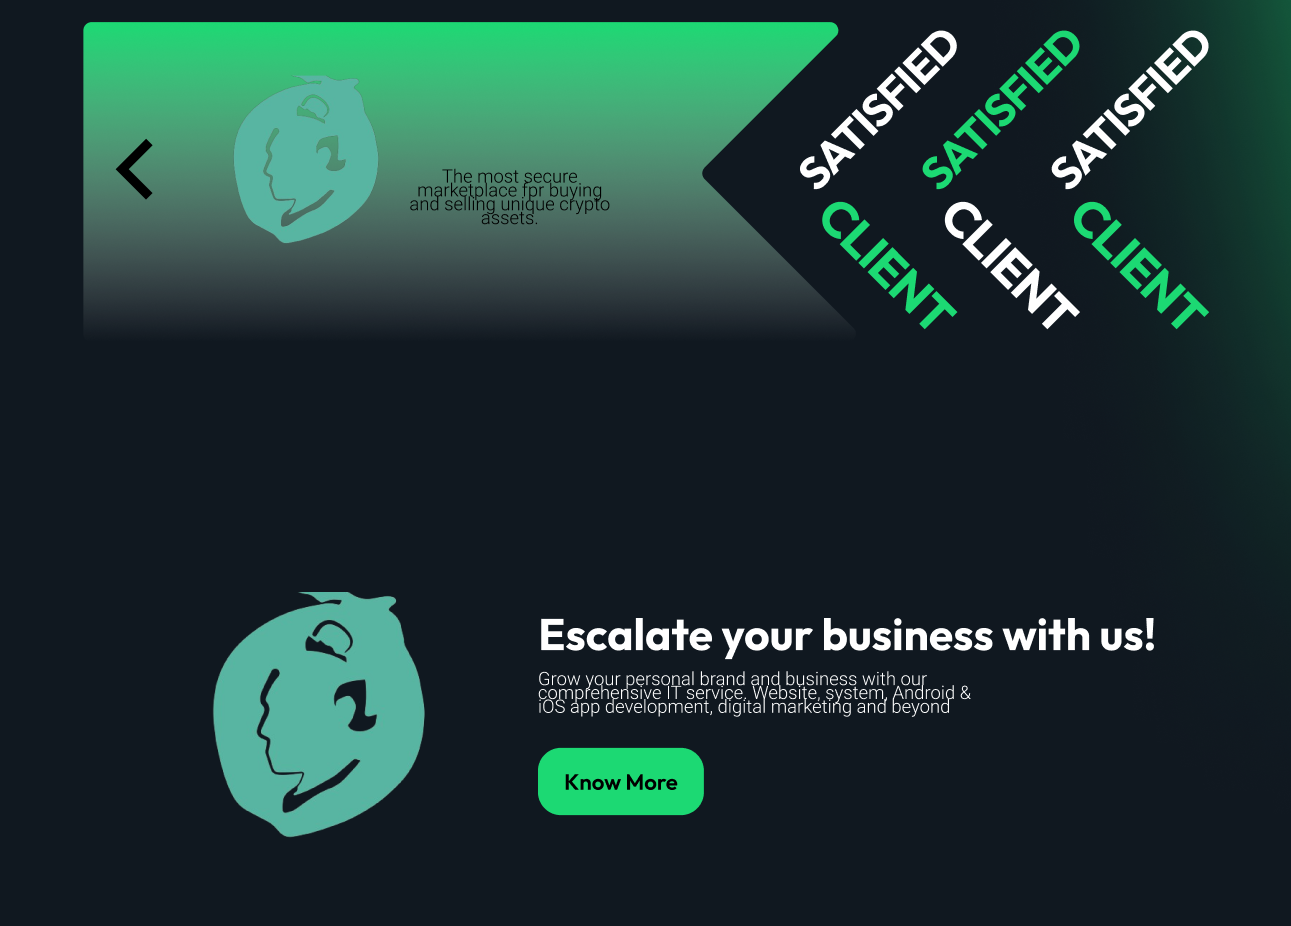 The most secure
marketplace fpr buying
and selling unique crypto
assets.
SATISFIED
CLIENT
SATISFIED
CLIENT
SATISFIED
CLIENT
Escalate your business with us!
Grow your personal brand and business with our
comprehensive IT service. Website, system, Android &
iOS app development, digital marketing and beyond
Know More